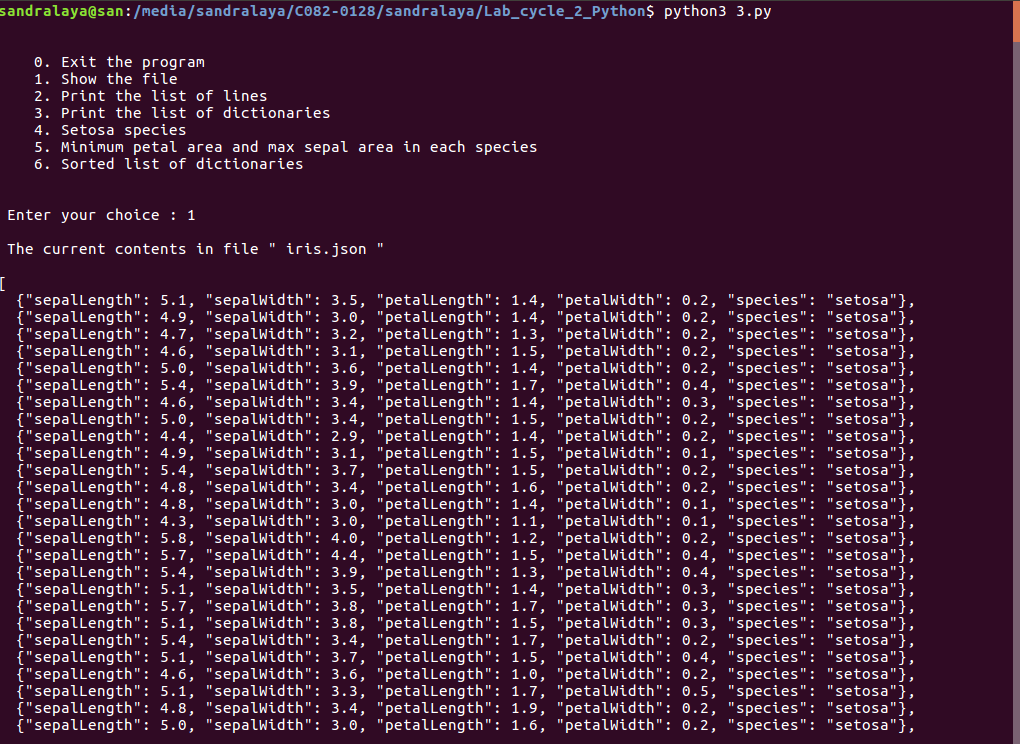 sandralaya@san:/media/sandralaya/C082-0128/sandralaya/Lab_cycle_2_Python$ python3 3.py
0. Exit the program
1. Show the file
2. Print the list of lines
3. Print the list of dictionaries
4. Setosa species
5. Minimum petal area and max sepal area in each species
6. Sorted list of dictionaries
Enter your choice : 1
The current contents in file " iris.json "
[
{"sepalLength": 5.1, "sepalWidth": 3.5, "petalLength": 1.4, "petalWidth": 0.2, "species": "setosa"},
{"sepalLength": 4.9, "sepalWidth": 3.0, "petalLength": 1.4, "petalWidth": 0.2, "species": "setosa"},
{"sepalLength": 4.7, "sepalWidth": 3.2, "petalLength": 1.3, "petalWidth": 0.2, "species": "setosa"},
{"sepalLength": 4.6, "sepalWidth": 3.1, "petalLength": 1.5, "petalWidth": 0.2, "species": "setosa"},
{"sepalLength": 5.0, "sepalWidth": 3.6, "petalLength": 1.4, "petalWidth": 0.2, "species": "setosa"},
{"sepalLength": 5.4, "sepalWidth": 3.9, "petalLength": 1.7, "petalWidth": 0.4, "species": "setosa"},
{"sepalLength": 4.6, "sepalWidth": 3.4, "petalLength": 1.4, "petalWidth": 0.3, "species": "setosa"},
{"sepalLength": 5.0, "sepalWidth": 3.4, "petalLength": 1.5, "petalWidth": 0.2, "species": "setosa"},
{"sepalLength": 4.4, "sepalWidth": 2.9, "petalLength": 1.4, "petalWidth": 0.2, "species": "setosa"},
{"sepalLength": 4.9, "sepalWidth": 3.1, "petalLength": 1.5, "petalWidth": 0.1, "species": "setosa"},
{"sepalLength": 5.4, "sepalWidth": 3.7, "petalLength": 1.5, "petalWidth": 0.2, "species": "setosa"},
{"sepalLength": 4.8, "sepalWidth": 3.4, "petalLength": 1.6, "petalWidth": 0.2, "species": "setosa"},
{"sepalLength": 4.8, "sepalWidth": 3.0, "petalLength": 1.4, "petalWidth": 0.1, "species": "setosa"},
{"sepalLength": 4.3, "sepalWidth": 3.0, "petalLength": 1.1, "petalWidth": 0.1, "species": "setosa"},
{"sepalLength": 5.8, "sepalWidth": 4.0, "petalLength": 1.2, "petalWidth": 0.2, "species": "setosa"},
{"sepalLength": 5.7, "sepalWidth": 4.4, "petalLength": 1.5, "petalWidth": 0.4, "species": "setosa"},
{"sepalLength": 5.4, "sepalWidth": 3.9, "petalLength": 1.3, "petalWidth": 0.4, "species": "setosa"},
{"sepalLength": 5.1, "sepalWidth": 3.5, "petalLength": 1.4, "petalWidth": 0.3, "species": "setosa"},
{"sepalLength": 5.7, "sepalWidth": 3.8, "petalLength": 1.7, "petalWidth": 0.3, "species": "setosa"},
{"sepalLength": 5.1, "sepalWidth": 3.8, "petalLength": 1.5, "petalWidth": 0.3, "species": "setosa"},
{"sepalLength": 5.4, "sepalWidth": 3.4, "petalLength": 1.7, "petalWidth": 0.2, "species": "setosa"},
{"sepalLength": 5.1, "sepalWidth": 3.7, "petalLength": 1.5, "petalWidth": 0.4, "species": "setosa"},
{"sepalLength": 4.6, "sepalWidth": 3.6, "petalLength": 1.0, "petalWidth": 0.2, "species": "setosa"},
{"sepalLength": 5.1, "sepalWidth": 3.3, "petalLength": 1.7, "petalWidth": 0.5, "species": "setosa"},
{"sepalLength": 4.8, "sepalWidth": 3.4, "petalLength": 1.9, "petalWidth": 0.2, "species": "setosa"},
{"sepalLength": 5.0, "sepalWidth": 3.0, "petalLength": 1.6, "petalWidth": 0.2, "species": "setosa"},